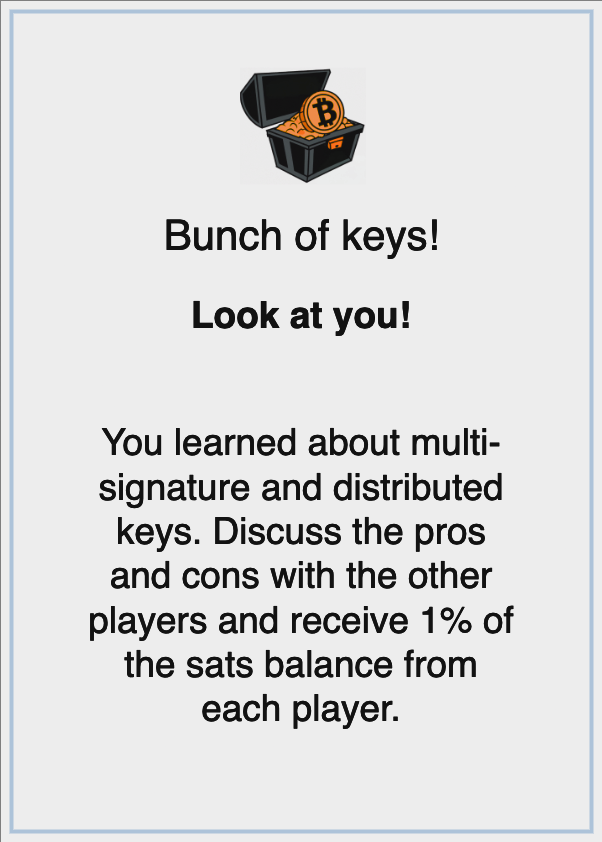 Bunch of keys!
Look at you!
You learned about multi-
signature and distributed
keys. Discuss the pros
and cons with the other
players and receive 1% of
the sats balance from
each player.